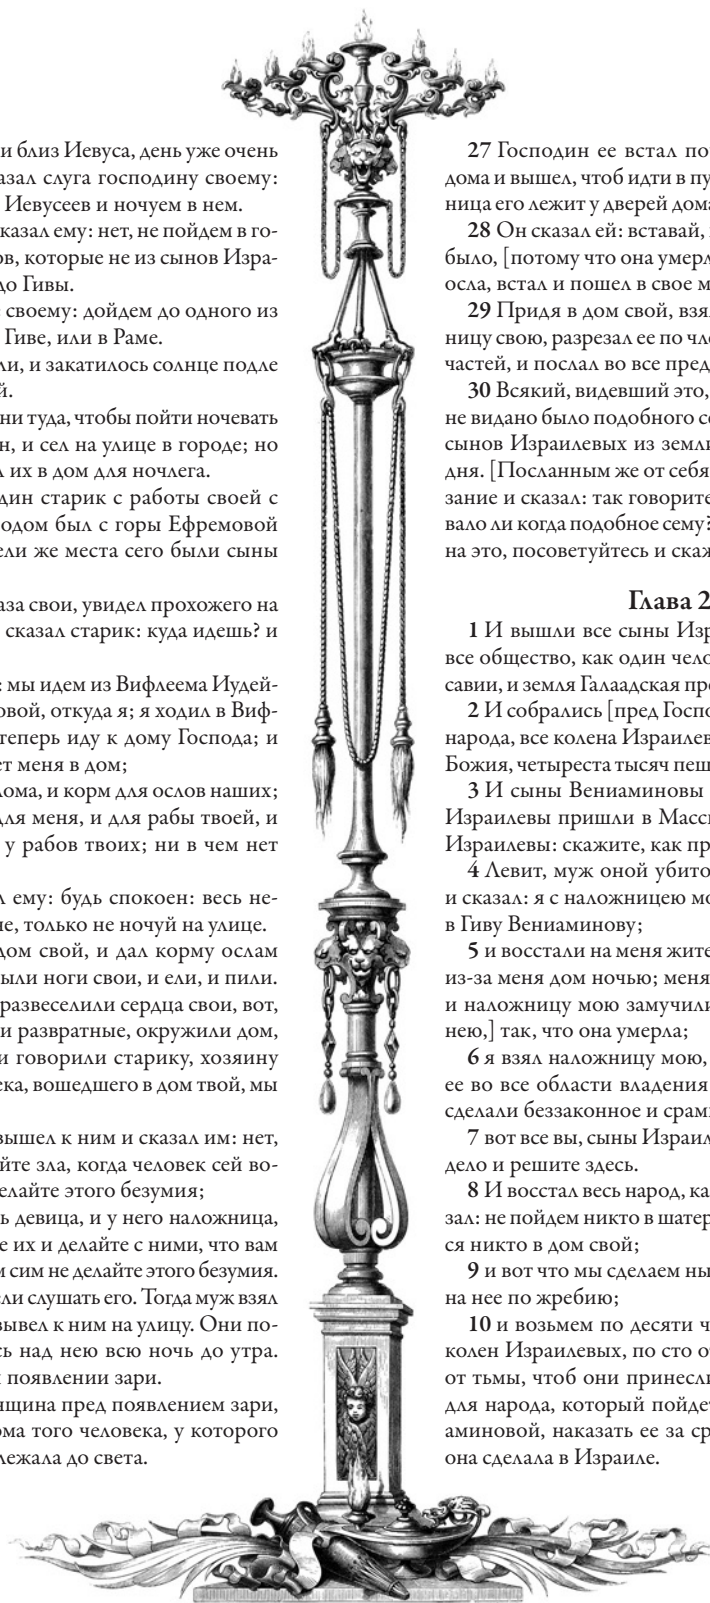 и близ Иевуса, день уже очень
азал слуга господину своему:
Иевусеев и ночуем в нем.
казал ему: нет, не пойдем в го-
ов, которые не из сынов Изра-
до Гивы.
своему: дойдем до одного из
Гиве, или в Раме.
ли, и закатилось солнце подле
й.
ни туда, чтобы пойти ночевать
н, и сел на улице в городе; но
л их в дом для ночлега.
дин старик с работы своей с
одом был с горы Ефремовой
ели же места сего были сыны
аза свои, увидел прохожего на
сказал старик: куда идешь? и
: мы идем из Вифлеема Иудей-
овой, откуда я; я ходил в Виф-
теперь иду к дому Господа; и
ет меня в дом;
лома, и корм для ослов наших;
для меня, и для рабы твоей, и
у рабов твоих; ни в чем нет
л ему: будь спокоен: весь не-
не, только не ночуй на улице.
дом свой, и дал корму ослам
ыли ноги свои, и ели, и пили.
развеселили сердца свои, вот,
и развратные, окружили дом,
и говорили старику, хозяину
ека, вошедшего в дом твой, мы
вышел к ним и сказал им: нет,
йте зла, когда человек сей во-
елайте этого безумия;
ь девица, и у него наложница,
е их и делайте с ними, что вам
м сим не делайте этого безумия.
ели слушать его. Тогда муж взял
вывел к ним на улицу. Они по-
сь над нею всю ночь до утра.
появлении зари.
нщина пред появлением зари,
ома того человека, у которого
лежала до света.
27 Господин ее встал по
дома и вышел, чтоб идти в пу
ница его лежит у дверей дома
28 Он сказал ей: вставай,
было, [потому что она умерл
осла, встал и пошел в свое м
29 Придя в дом свой, взя
ницу свою, разрезал ее по чле
частей, и послал во все пред
30 Всякий, видевший это,
не видано было подобного се
сынов Израилевых из земли
дня. [Посланным же от себя
зание и сказал: так говорите
вало ли когда подобное сему?
на это, посоветуйтесь и скаж
Глава 2
1 И вышли все сыны Изр
все общество, как один чело
савии, и земля Галаадская пр
2 И собрались [пред Госпо
народа, все колена Израилев
Божия, четыреста тысяч пеш
3 И сыны Вениаминовы
Израилевы пришли в Масси
Израилевы: скажите, как пр
4 Левит, муж оной убито
и сказал: я с наложницею мо
в Гиву Вениаминову;
5 и восстали на меня жите
из-за меня дом ночью; меня
и наложницу мою замучили
нею,] так, что она умерла;
6 я взял наложницу мою,
ее во все области владения
сделали беззаконное и срам
7 вот все вы, сыны Израил
дело и решите здесь.
8 И восстал весь народ, ка
зал: не пойдем никто в шатер
ся никто в дом свой;
9 и вот что мы сделаем ны
на нее по жребию;
10 и возьмем по десяти ч
колен Израилевых, по сто о
от тьмы, чтоб они принесли
для народа, который пойде
аминовой, наказать ее за ср
она сделала в Израиле.